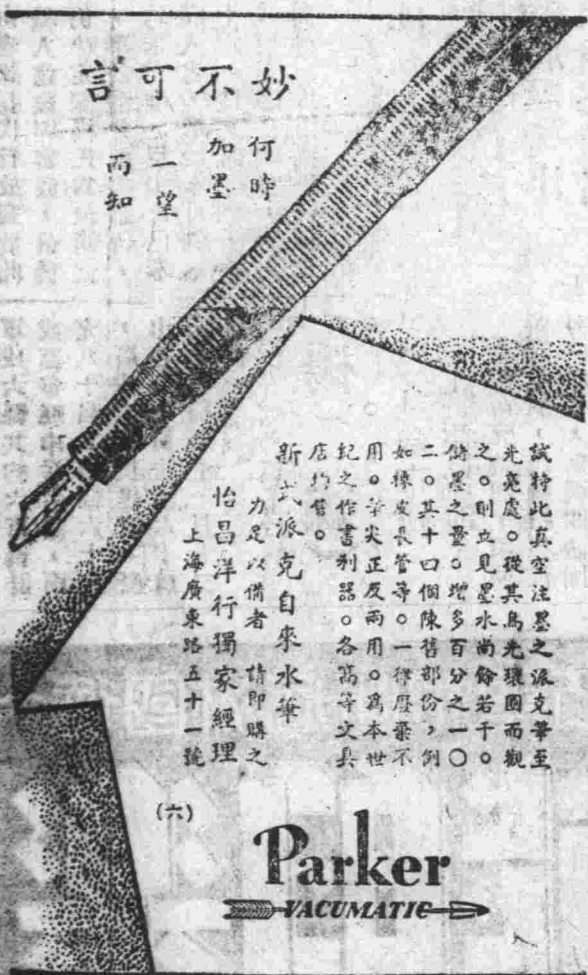 妙不可言
何時
加墨
一望
而知
試持此真空注墨之派克筆至
光亮處。從其烏光環圈而觀
之。則立見墨水尚餘若干。
儲墨之量。增多百分之一〇
二。其十四個陳舊部份，例
如橡皮長管等。一律屏棄不
用。筆尖正反兩用。為本世
紀之作書利器。各高等文具
店均售。
新式派克自來水筆
力足以備者 請即購之
怡昌洋行獨家經理
上海廣東路五十一號
(六)
Parker
VACUMATIC